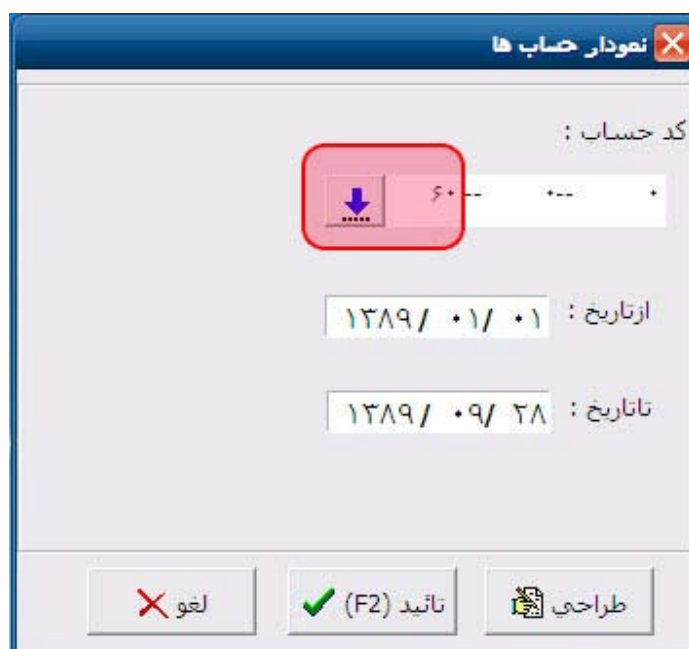 نمودار حساب ها
کد حساب :
۶۰-- ۰-- ۰
ازتاریخ : ۱۳۸۹/ ۰۱/ ۰۱
تاتاریخ : ۱۳۸۹/ ۰۹/ ۲۸
طراحي تائید (F2) لغو